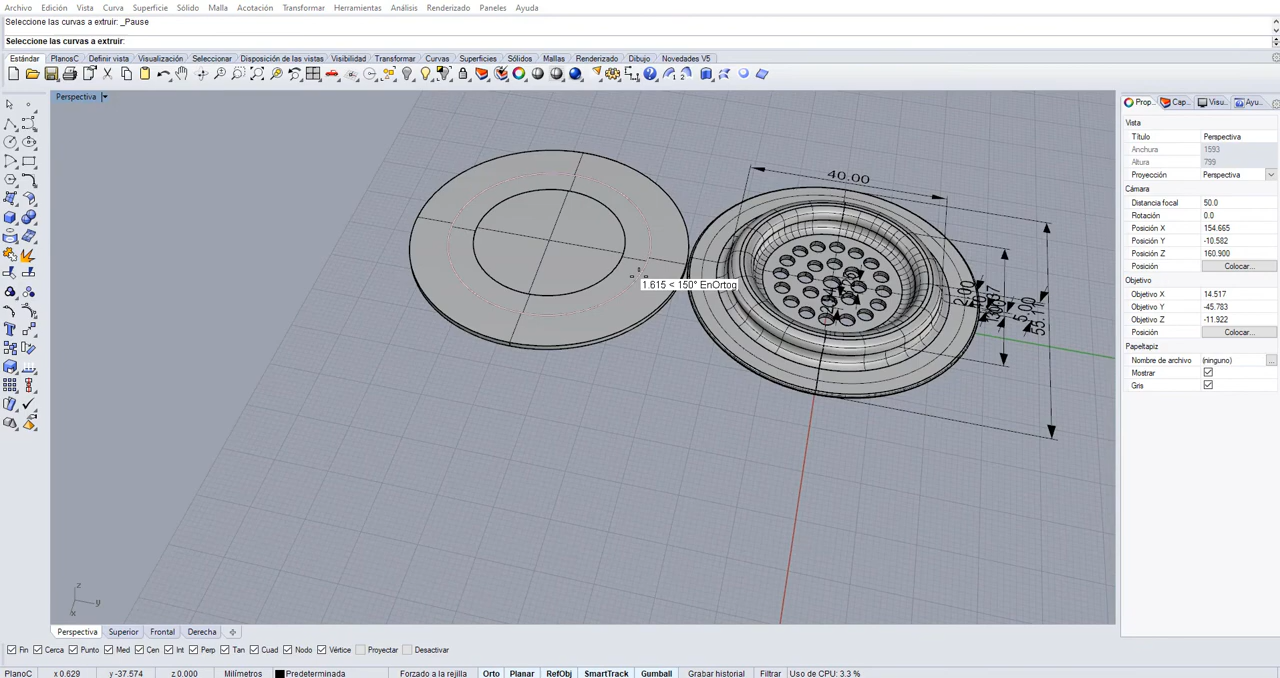 Archivo Edición Vista Curva Superficie Sólido Malla Acotación Transformar Herramientas Análisis Renderizado Paneles Ayuda
Seleccione las curvas a extruir: _Pause
Seleccione las curvas a extruir:
Estándar PlanosC Definir vista Visualización Seleccionar Disposición de las vistas Visibilidad Transformar Curvas Superficies Sólidos Mallas Renderizado Dibujo Novedades V5
Perspectiva
Prop... Cap... Visu... Ayu...
Vista
Título Perspectiva
Anchura 1593
Altura 799
Proyección Perspectiva
Cámara
Distancia focal 50.0
Rotación 0.0
Posición X 154.665
Posición Y -10.582
Posición Z 160.900
Posición Colocar...
Objetivo
Objetivo X 14.517
Objetivo Y -45.783
Objetivo Z -11.922
Posición Colocar...
Papeltapiz
Nombre de archivo (ninguno) ...
Mostrar
Gris
40.00
1.615 < 150° EnOrtog
2.00
5.00
55.11
z
y
x
Perspectiva Superior Frontal Derecha
Fin Cerca Punto Med Cen Int Perp Tan Cuad Nodo Vértice Proyectar Desactivar
PlanoC x 0.629 y -37.574 z 0.000 Milímetros Predeterminada Forzado a la rejilla Orto Planar RefObj SmartTrack Gumball Grabar historial Filtrar Uso de CPU: 3.3 %